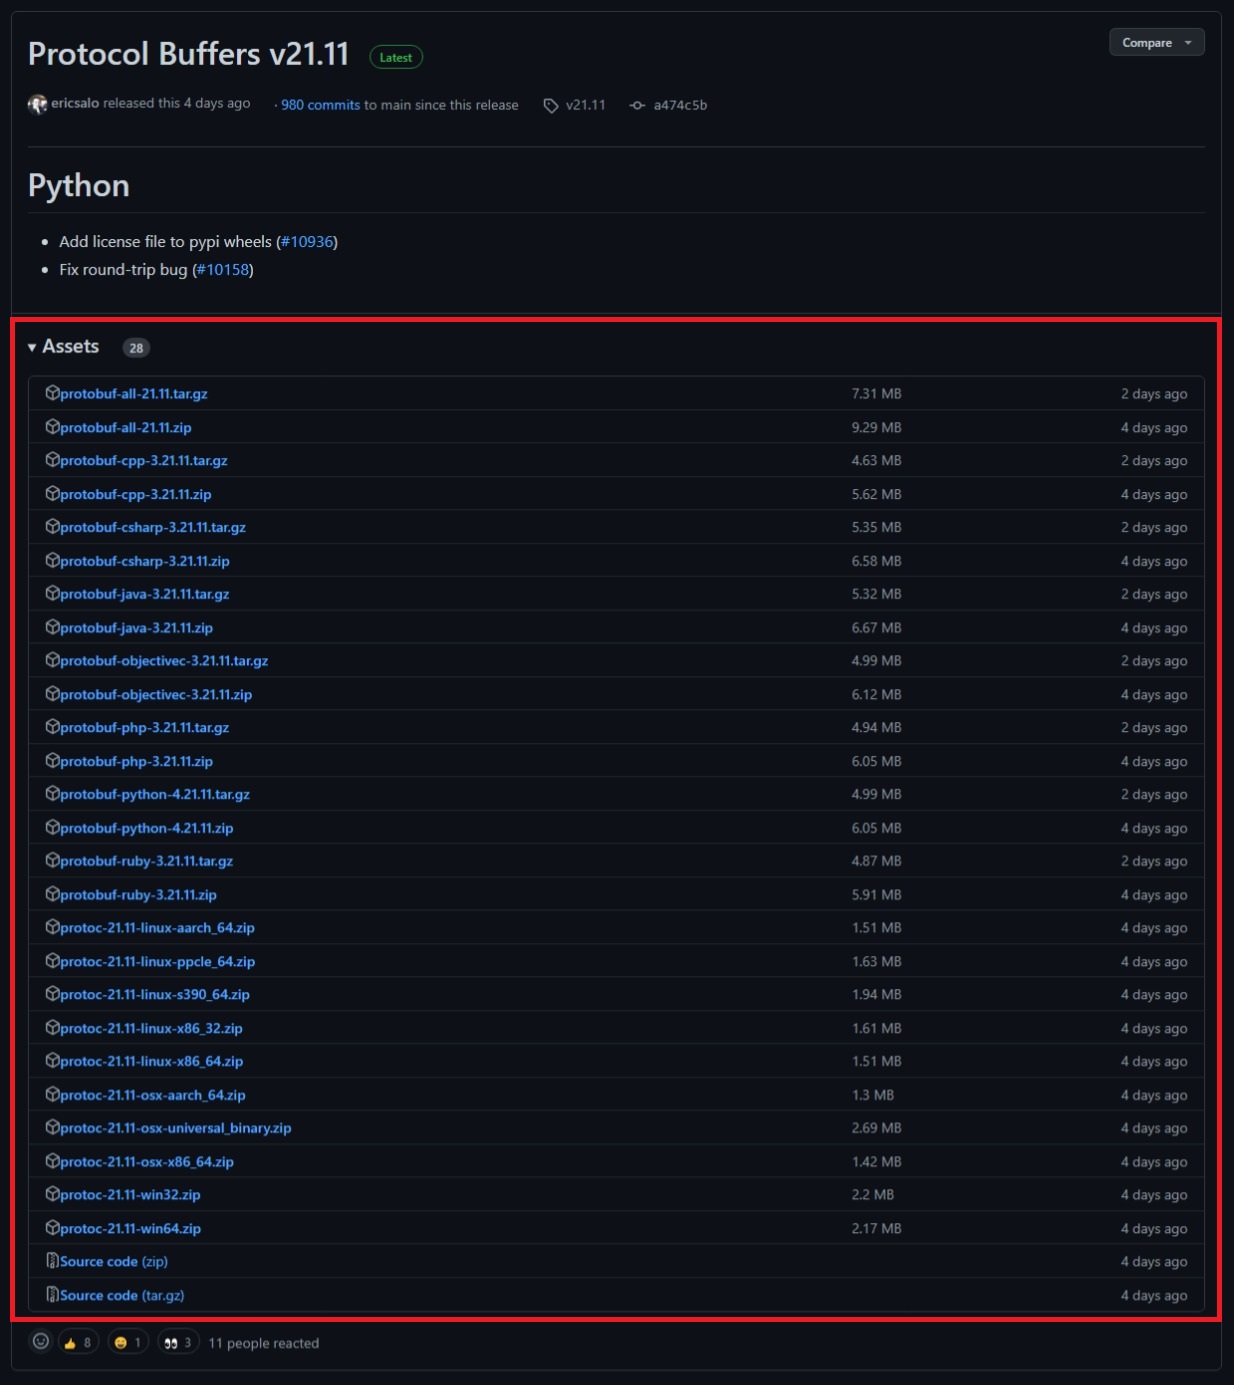 Protocol Buffers v21.11 Latest Compare
ericsalo released this 4 days ago · 980 commits to main since this release v21.11 a474c5b
Python
• Add license file to pypi wheels (#10936)
• Fix round-trip bug (#10158)
Assets 28
protobuf-all-21.11.tar.gz 7.31 MB 2 days ago
protobuf-all-21.11.zip 9.29 MB 4 days ago
protobuf-cpp-3.21.11.tar.gz 4.63 MB 2 days ago
protobuf-cpp-3.21.11.zip 5.62 MB 4 days ago
protobuf-csharp-3.21.11.tar.gz 5.35 MB 2 days ago
protobuf-csharp-3.21.11.zip 6.58 MB 4 days ago
protobuf-java-3.21.11.tar.gz 5.32 MB 2 days ago
protobuf-java-3.21.11.zip 6.67 MB 4 days ago
protobuf-objectivec-3.21.11.tar.gz 4.99 MB 2 days ago
protobuf-objectivec-3.21.11.zip 6.12 MB 4 days ago
protobuf-php-3.21.11.tar.gz 4.94 MB 2 days ago
protobuf-php-3.21.11.zip 6.05 MB 4 days ago
protobuf-python-4.21.11.tar.gz 4.99 MB 2 days ago
protobuf-python-4.21.11.zip 6.05 MB 4 days ago
protobuf-ruby-3.21.11.tar.gz 4.87 MB 2 days ago
protobuf-ruby-3.21.11.zip 5.91 MB 4 days ago
protoc-21.11-linux-aarch_64.zip 1.51 MB 4 days ago
protoc-21.11-linux-ppcle_64.zip 1.63 MB 4 days ago
protoc-21.11-linux-s390_64.zip 1.94 MB 4 days ago
protoc-21.11-linux-x86_32.zip 1.61 MB 4 days ago
protoc-21.11-linux-x86_64.zip 1.51 MB 4 days ago
protoc-21.11-osx-aarch_64.zip 1.3 MB 4 days ago
protoc-21.11-osx-universal_binary.zip 2.69 MB 4 days ago
protoc-21.11-osx-x86_64.zip 1.42 MB 4 days ago
protoc-21.11-win32.zip 2.2 MB 4 days ago
protoc-21.11-win64.zip 2.17 MB 4 days ago
Source code (zip) 4 days ago
Source code (tar.gz) 4 days ago
8 1 3 11 people reacted